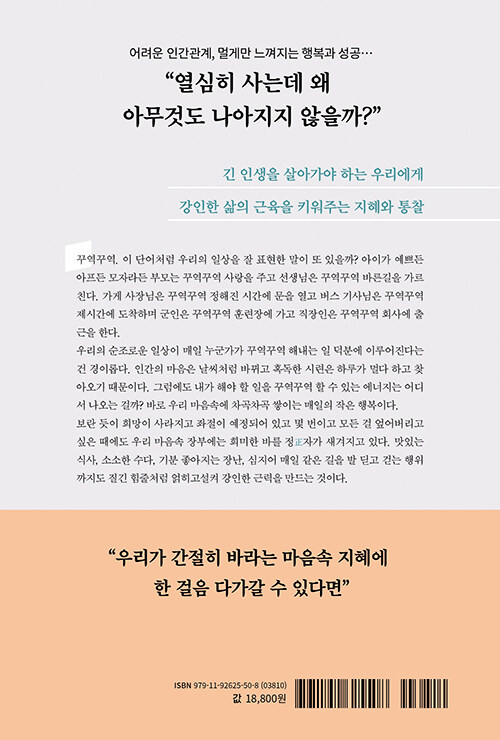 어려운 인간관계, 멀게만 느껴지는 행복과 성공…
“열심히 사는데 왜
아무것도 나아지지 않을까?”
긴 인생을 살아가야 하는 우리에게
강인한 삶의 근육을 키워주는 지혜와 통찰
꾸역꾸역. 이 단어처럼 우리의 일상을 잘 표현한 말이 또 있을까? 아이가 예쁘든
아프든 모자라든 부모는 꾸역꾸역 사랑을 주고 선생님은 꾸역꾸역 바른길을 가르
친다. 가게 사장님은 꾸역꾸역 정해진 시간에 문을 열고 버스 기사님은 꾸역꾸역
제시간에 도착하며 군인은 꾸역꾸역 훈련장에 가고 직장인은 꾸역꾸역 회사에 출
근을 한다.
우리의 순조로운 일상이 매일 누군가가 꾸역꾸역 해내는 일 덕분에 이루어진다는
건 경이롭다. 인간의 마음은 날씨처럼 바뀌고 혹독한 시련은 하루가 멀다 하고 찾
아오기 때문이다. 그럼에도 내가 해야 할 일을 꾸역꾸역 할 수 있는 에너지는 어디
서 나오는 걸까? 바로 우리 마음속에 차곡차곡 쌓이는 매일의 작은 행복이다.
보란 듯이 희망이 사라지고 좌절이 예정되어 있고 몇 번이고 모든 걸 엎어버리고
싶은 때에도 우리 마음속 장부에는 희미한 바를 정正자가 새겨지고 있다. 맛있는
식사, 소소한 수다, 기분 좋아지는 장난, 심지어 매일 같은 길을 발 딛고 걷는 행위
까지도 질긴 힘줄처럼 얽히고설켜 강인한 근력을 만드는 것이다.
“우리가 간절히 바라는 마음속 지혜에
한 걸음 다가갈 수 있다면”
ISBN 979-11-92625-50-8 (03810)
값 18,800원